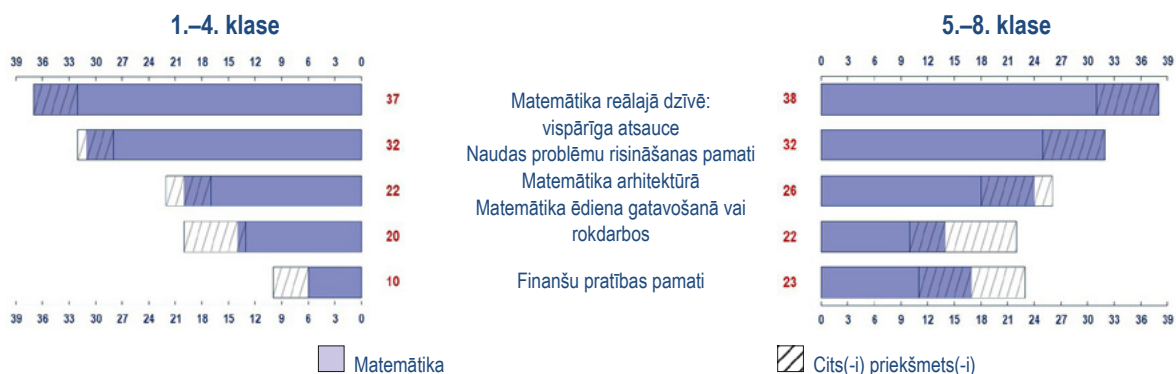 1.–4. klase
5.–8. klase
39 36 33 30 27 24 21 18 15 12 9 6 3 0
0 3 6 9 12 15 18 21 24 27 30 33 36 39
37
Matemātika reālajā dzīvē:
38
vispārīga atsauce
32
Naudas problēmu risināšanas pamati
32
22
Matemātika arhitektūrā
26
Matemātika ēdiena gatavošanā vai
20
rokdarbos
22
10
Finanšu pratības pamati
23
39 36 33 30 27 24 21 18 15 12 9 6 3 0
0 3 6 9 12 15 18 21 24 27 30 33 36 39
Matemātika
Cits(-i) priekšmets(-i)